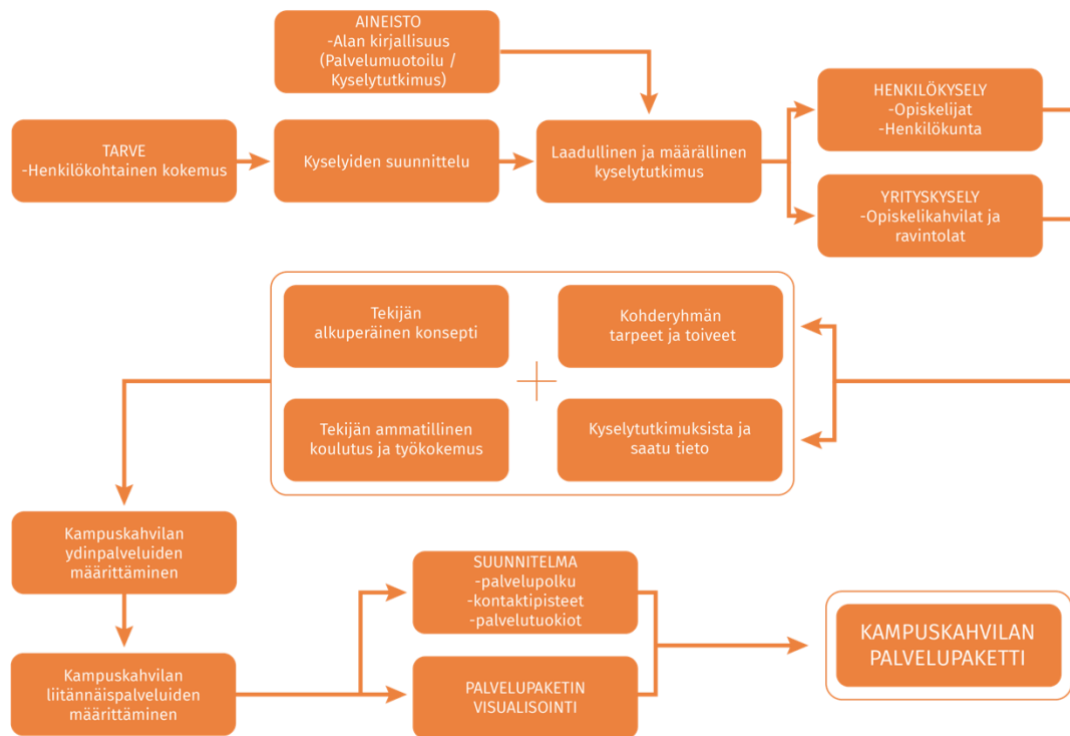 AINEISTO
-Alan kirjallisuus
(Palvelumuotoilu /
Kyselytutkimus)
TARVE
-Henkilökohtainen kokemus
Kyselyiden suunnittelu
Laadullinen ja määrällinen
kyselytutkimus
HENKILÖKYSELY
-Opiskelijat
-Henkilökunta
YRITYSKYSELY
-Opiskelikahvilat ja
ravintolat
Tekijän
alkuperäinen konsepti
Kohderyhmän
tarpeet ja toiveet
Tekijän ammatillinen
koulutus ja työkokemus
Kyselytutkimuksista ja
saatu tieto
Kampuskahvilan
ydinpalveluiden
määrittäminen
Kampuskahvilan
liitännäispalveluiden
määrittäminen
SUUNNITELMA
-palvelupolku
-kontaktipisteet
-palvelutuokiot
PALVELUPAKETIN
VISUALISOINTI
KAMPUSKAHVILAN
PALVELUPAKETTI